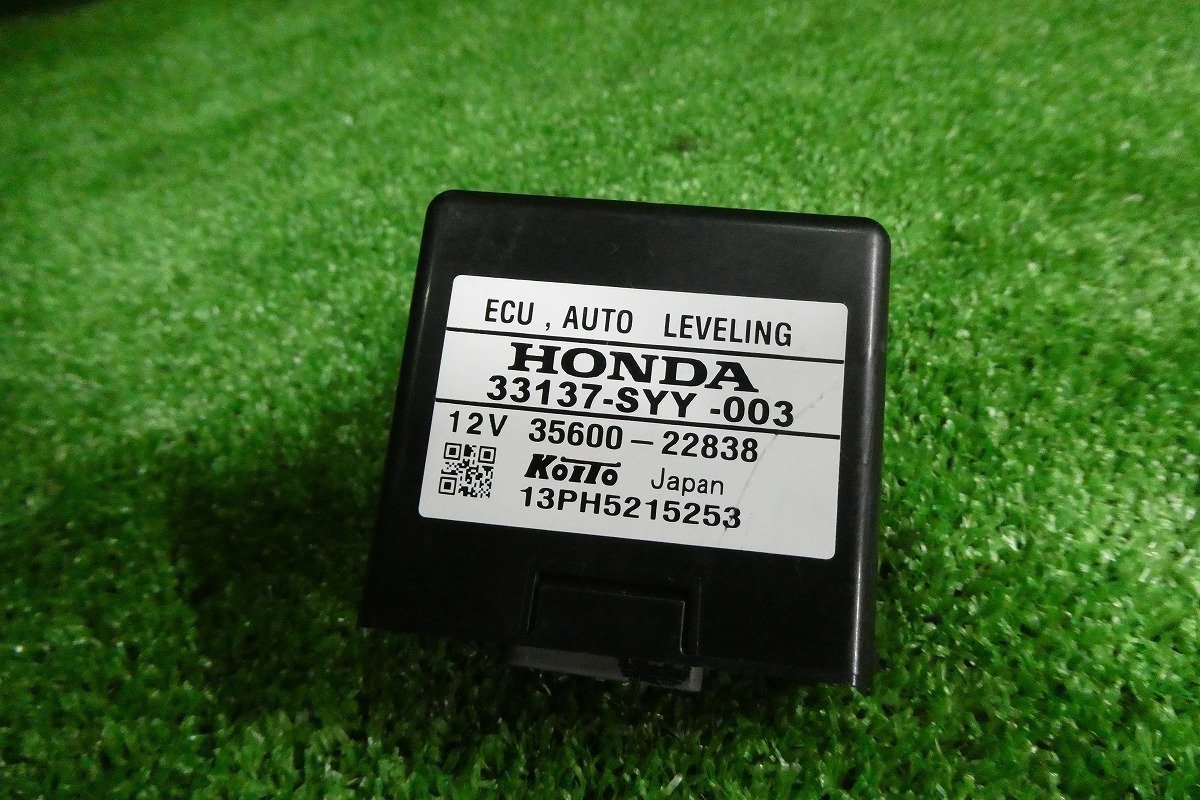 ECU , AUTO LEVELING
HONDA
33137-SYY -003
12V 35600-22838
KOITO Japan
13PH5215253